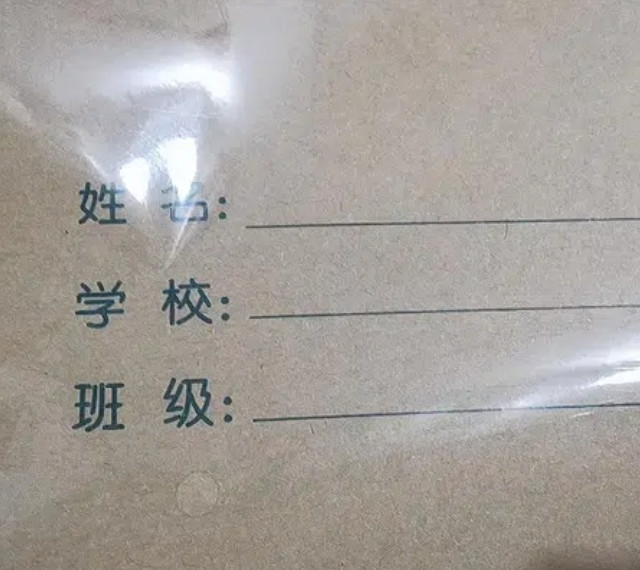 姓 名:
学 校:
班 级: